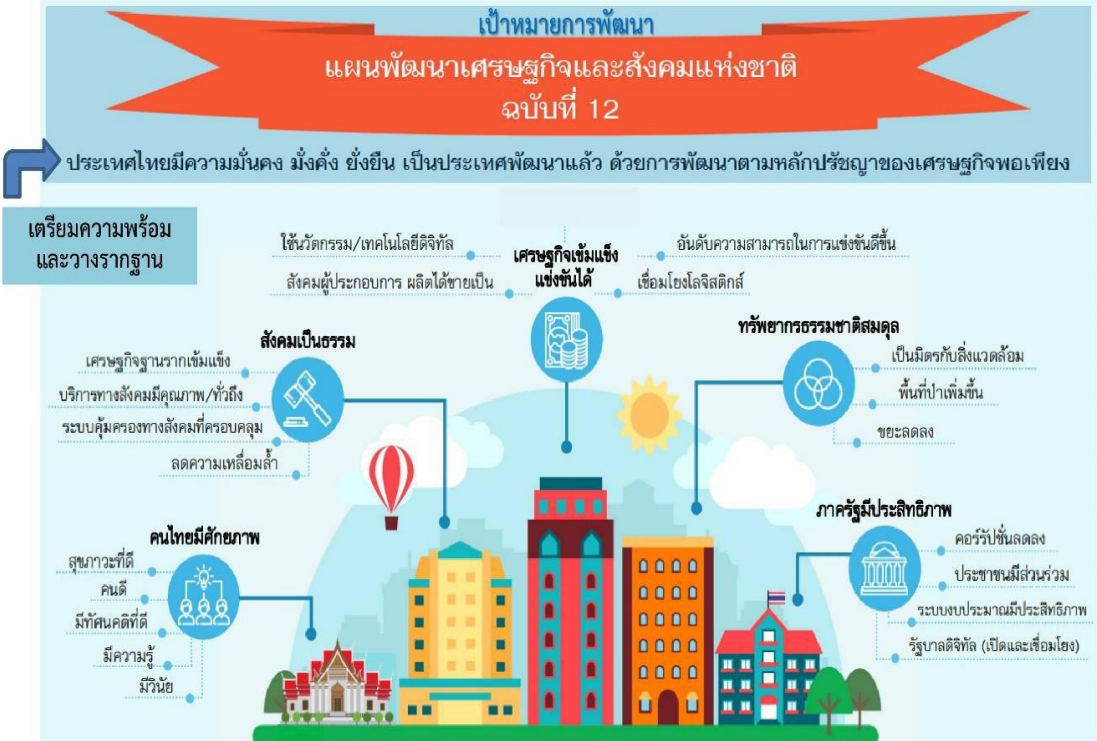 เป้าหมายการพัฒนา
แผนพัฒนาเศรษฐกิจและสังคมแห่งชาติ
ฉบับที่ 12
ประเทศไทยมีความมั่นคง มั่งคั่ง ยั่งยืน เป็นประเทศพัฒนาแล้ว ด้วยการพัฒนาตามหลักปรัชญาของเศรษฐกิจพอเพียง
เตรียมความพร้อม
และวางรากฐาน
เศรษฐกิจเข้มแข็ง
แข่งขันได้
ใช้นวัตกรรม/เทคโนโลยีดิจิทัล
สังคมผู้ประกอบการ ผลิตได้ขายเป็น
อันดับความสามารถในการแข่งขันดีขึ้น
เชื่อมโยงโลจิสติกส์
สังคมเป็นธรรม
เศรษฐกิจฐานรากเข้มแข็ง
บริการทางสังคมมีคุณภาพ/ทั่วถึง
ระบบคุ้มครองทางสังคมที่ครอบคลุม
ลดความเหลื่อมล้ำ
ทรัพยากรธรรมชาติสมดุล
เป็นมิตรกับสิ่งแวดล้อม
พื้นที่ป่าเพิ่มขึ้น
ขยะลดลง
คนไทยมีศักยภาพ
สุขภาวะที่ดี
คนดี
มีทัศนคติที่ดี
มีความรู้
มีวินัย
ภาครัฐมีประสิทธิภาพ
คอร์รัปชั่นลดลง
ประชาชนมีส่วนร่วม
ระบบงบประมาณมีประสิทธิภาพ
รัฐบาลดิจิทัล (เปิดและเชื่อมโยง)